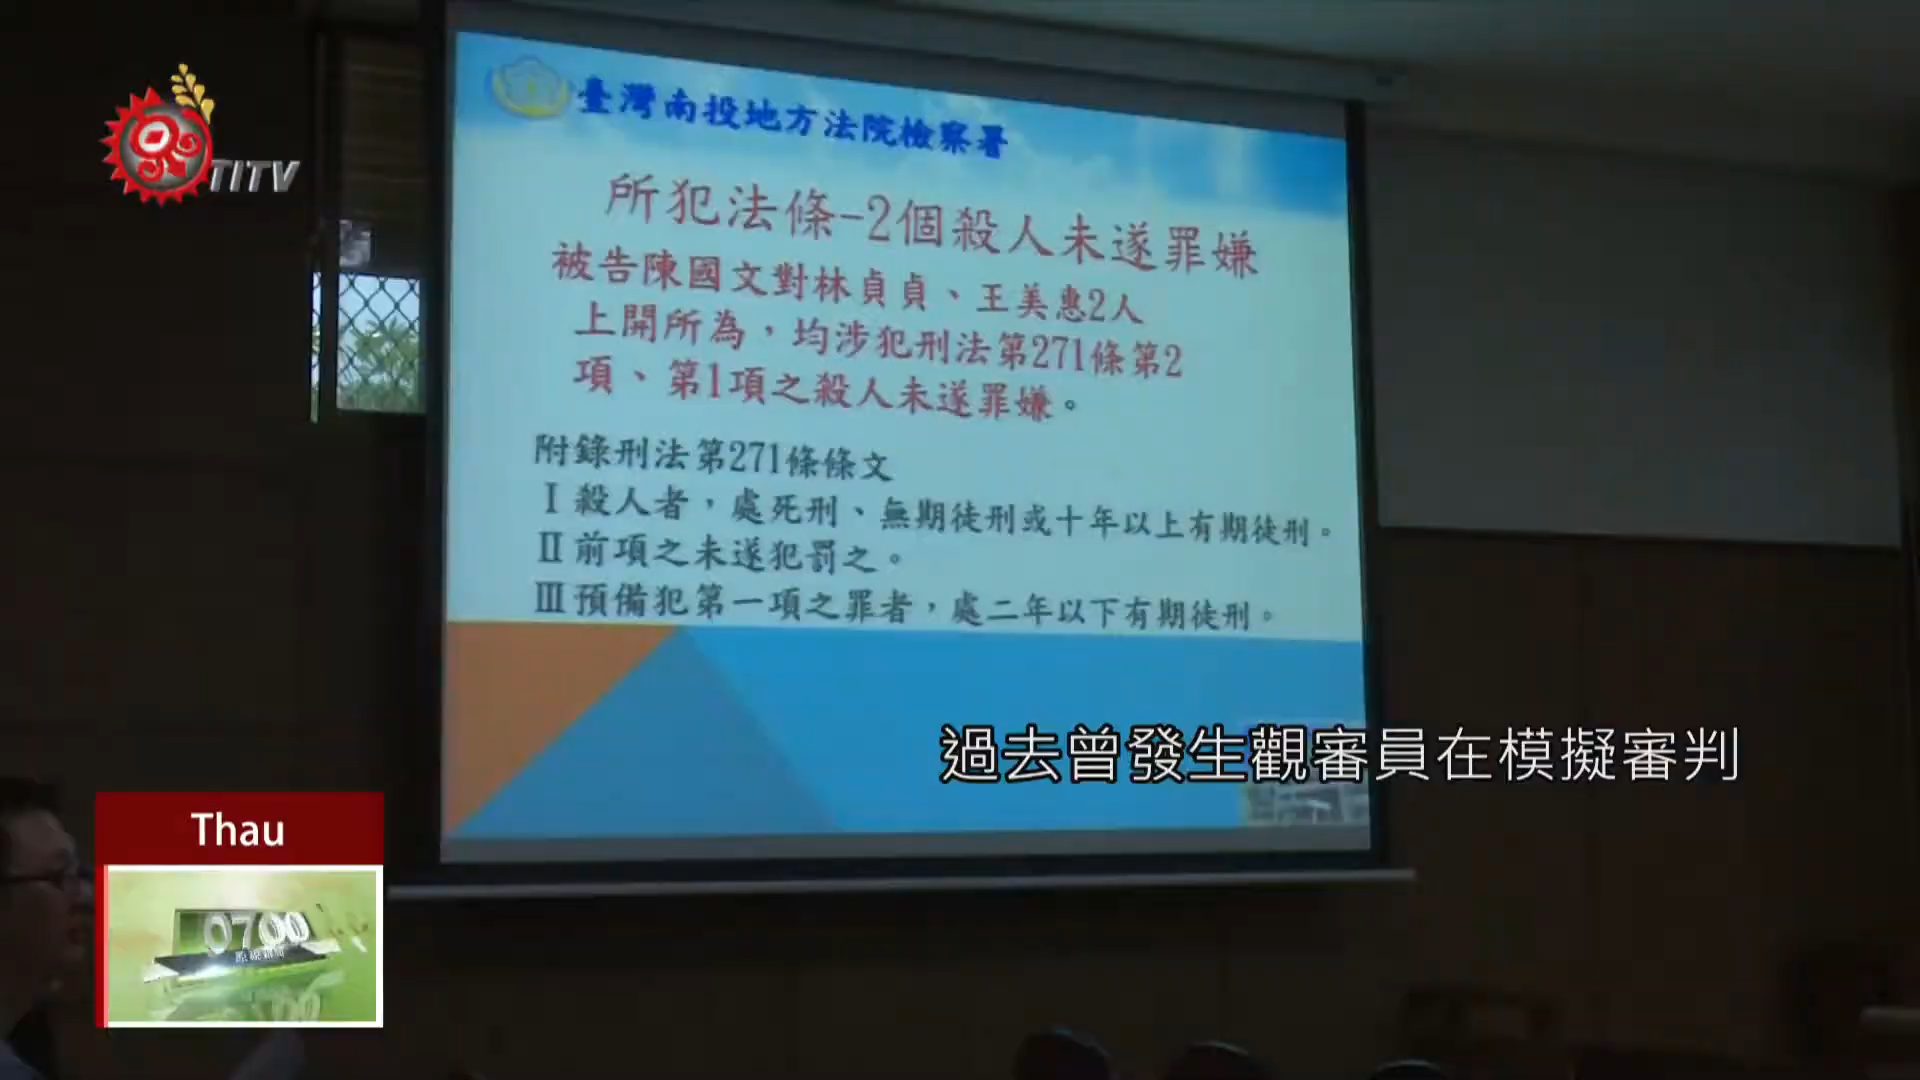 TITV
臺灣南投地方法院檢察署
所犯法條-2個殺人未遂罪嫌
被告陳國文對林貞貞、王美惠2人
上開所為，均涉犯刑法第271條第2
項、第1項之殺人未遂罪嫌。
附錄刑法第271條條文
Ⅰ殺人者，處死刑、無期徒刑或十年以上有期徒刑。
Ⅱ前項之未遂犯罰之。
Ⅲ預備犯第一項之罪者，處二年以下有期徒刑。
過去曾發生觀審員在模擬審判
Thau
0700
原視新聞